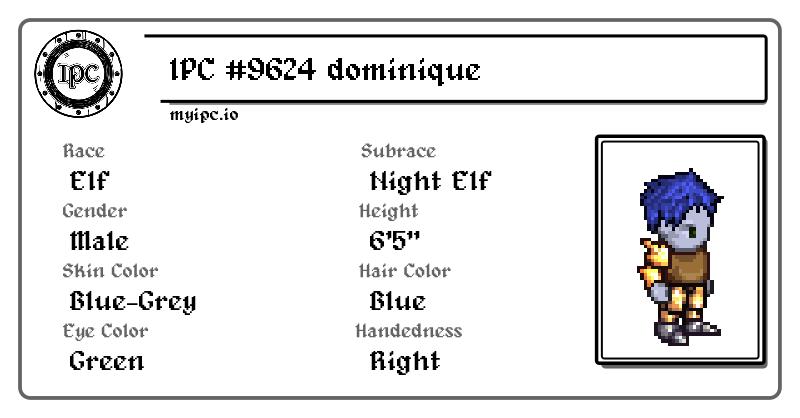 IPC
IPC #9624 dominique
myipc.io
Race
Elf
Subrace
Night Elf
Gender
Male
Height
6'5"
Skin Color
Blue-Grey
Hair Color
Blue
Eye Color
Green
Handedness
Right